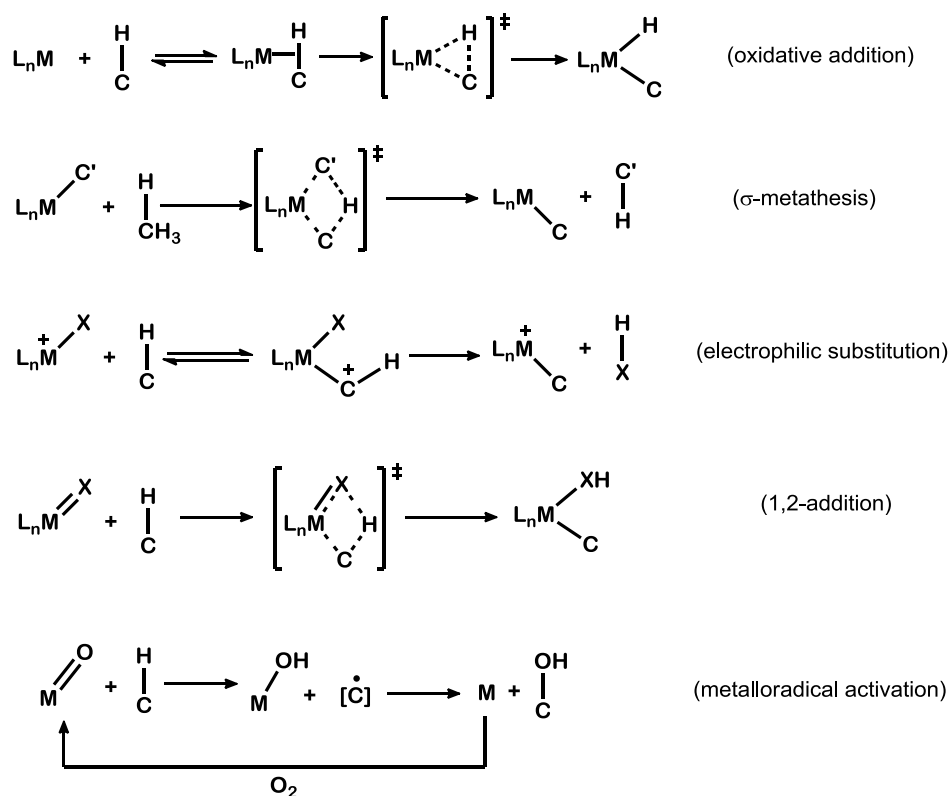 LnM + H C LnM H C [LnM H C]‡ LnM H C (oxidative addition)
LnM C' + H CH3 [LnM C' H C]‡ LnM C + C' H (σ-metathesis)
LnM + X + H C LnM X C + H LnM + C + H X (electrophilic substitution)
LnM X + H C [LnM X H C]‡ LnM XH C (1,2-addition)
M O + H C M OH + [C•] M + OH C (metalloradical activation)
O2